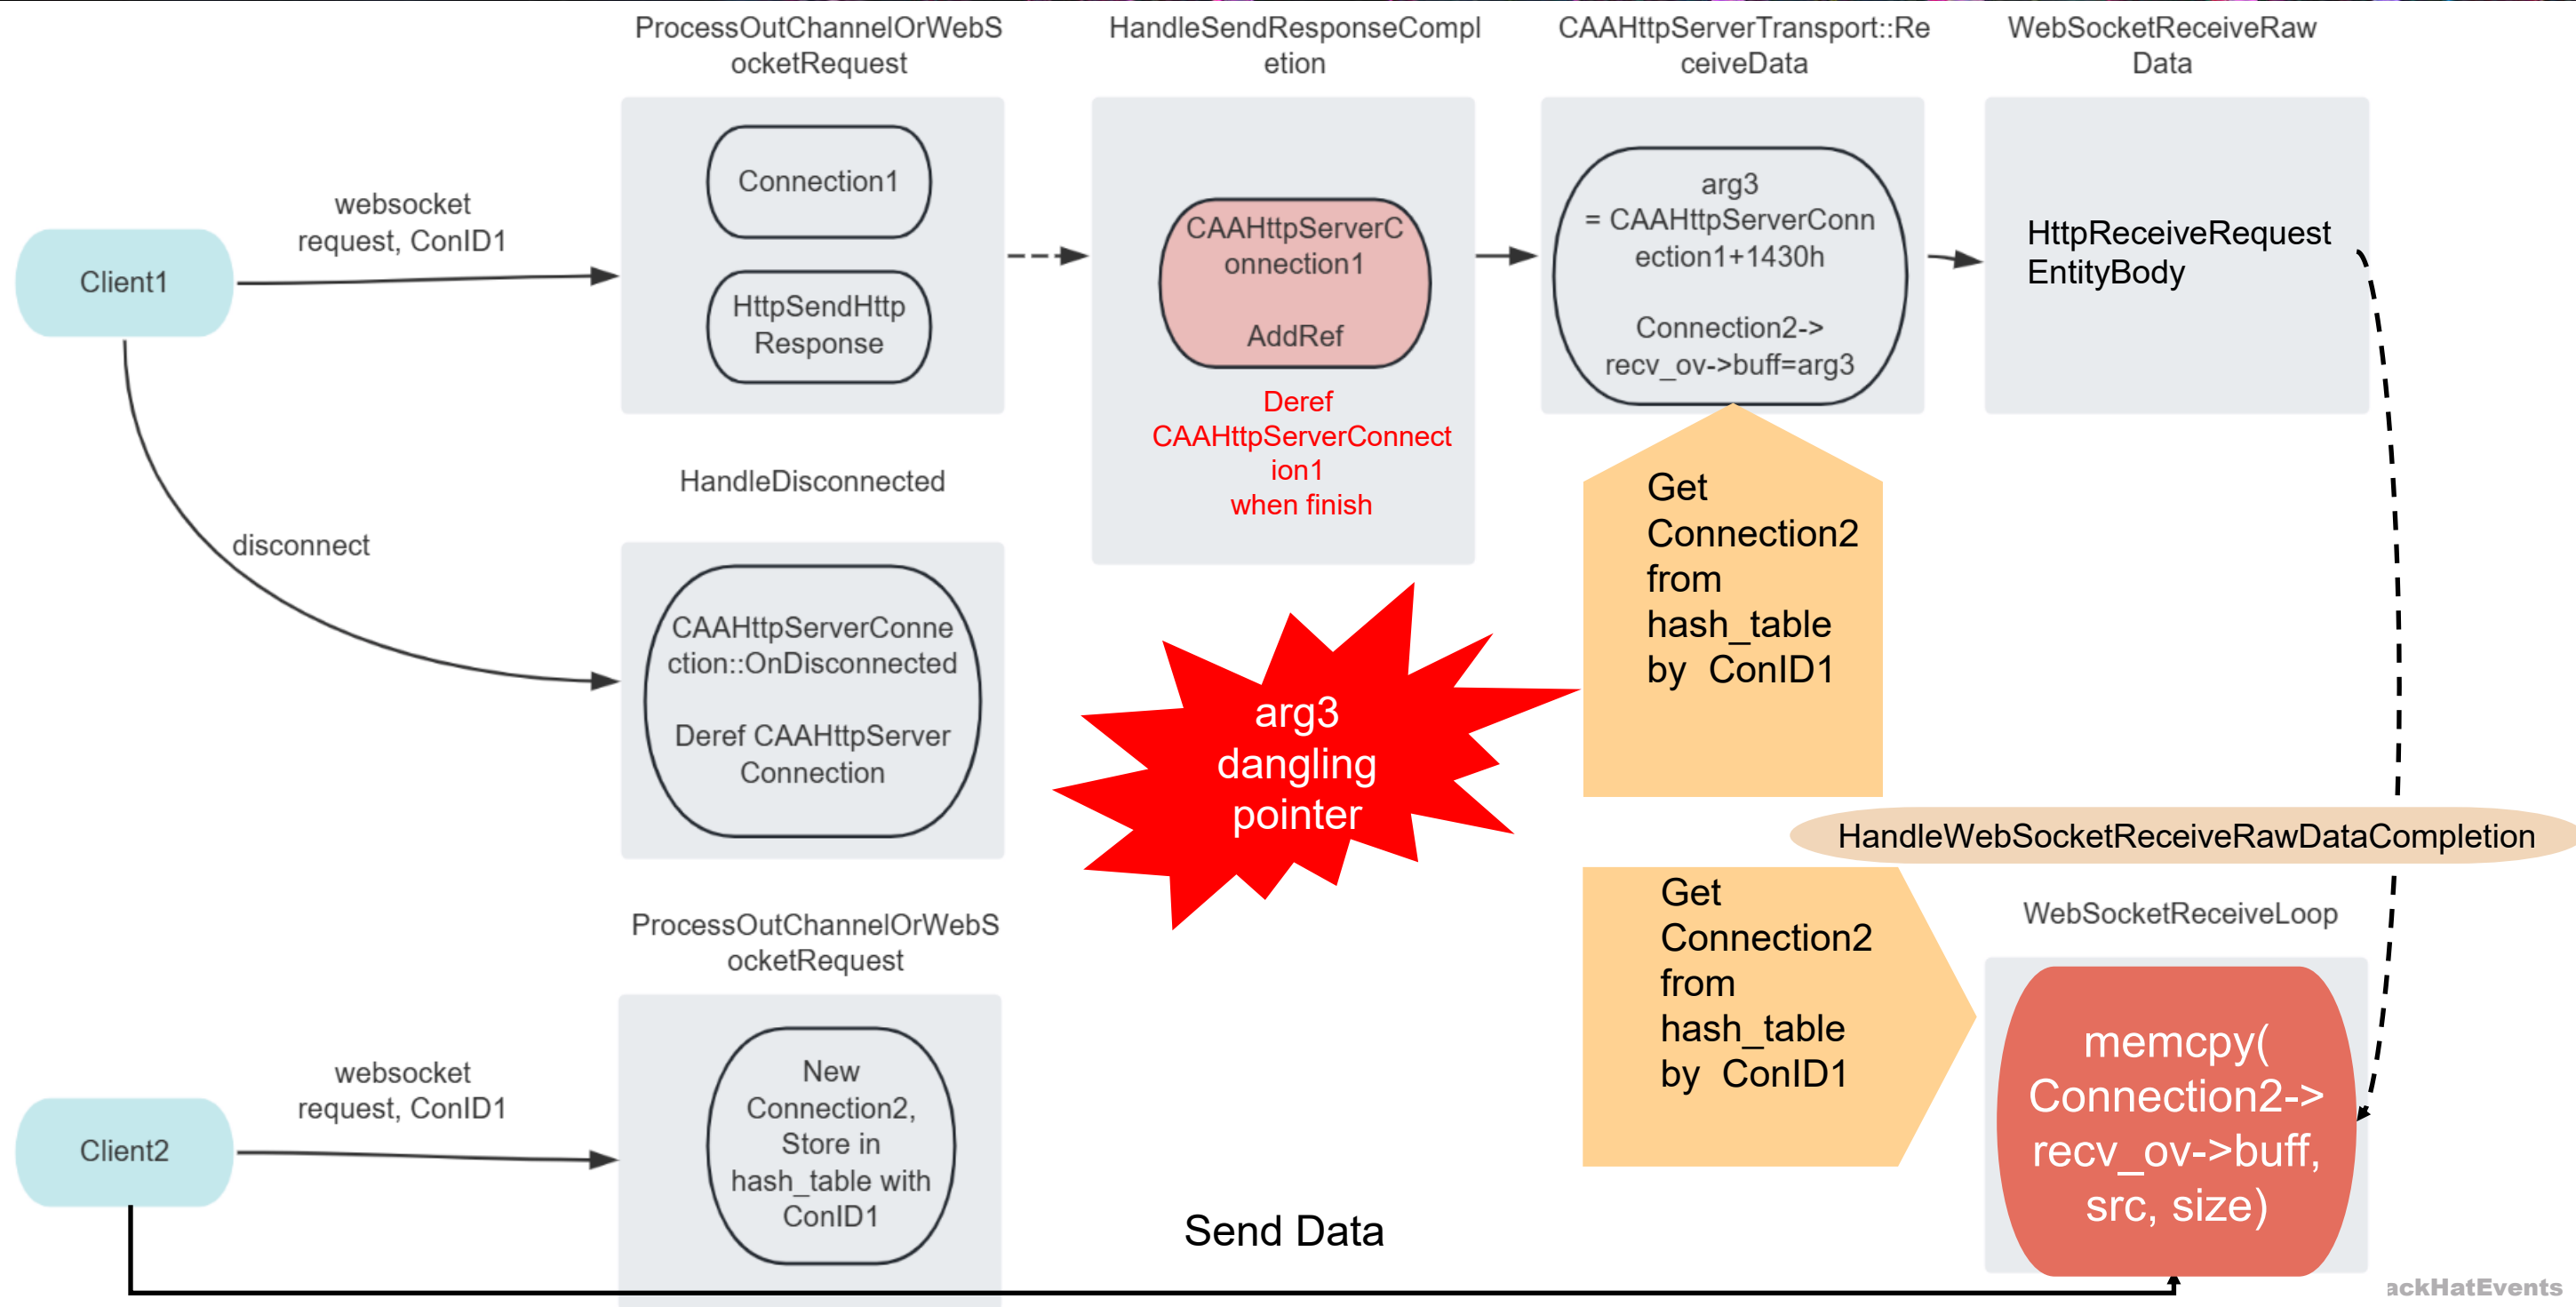 ProcessOutChannelOrWebS
ocketRequest
HandleSendResponseCompl
etion
CAAHttpServerTransport::Re
ceiveData
WebSocketReceiveRaw
Data
Client1
websocket
request, ConID1
Connection1
HttpSendHttp
Response
CAAHttpServerC
onnection1
AddRef
Deref
CAAHttpServerConnect
ion1
when finish
arg3
= CAAHttpServerConn
ection1+1430h
Connection2->
recv_ov->buff=arg3
HttpReceiveRequest
EntityBody
disconnect
HandleDisconnected
CAAHttpServerConne
ction::OnDisconnected
Deref CAAHttpServer
Connection
arg3
dangling
pointer
Get
Connection2
from
hash_table
by ConID1
HandleWebSocketReceiveRawDataCompletion
Get
Connection2
from
hash_table
by ConID1
WebSocketReceiveLoop
memcpy(
Connection2->
recv_ov->buff,
src, size)
ProcessOutChannelOrWebS
ocketRequest
Client2
websocket
request, ConID1
New
Connection2,
Store in
hash_table with
ConID1
Send Data
ackHatEvents